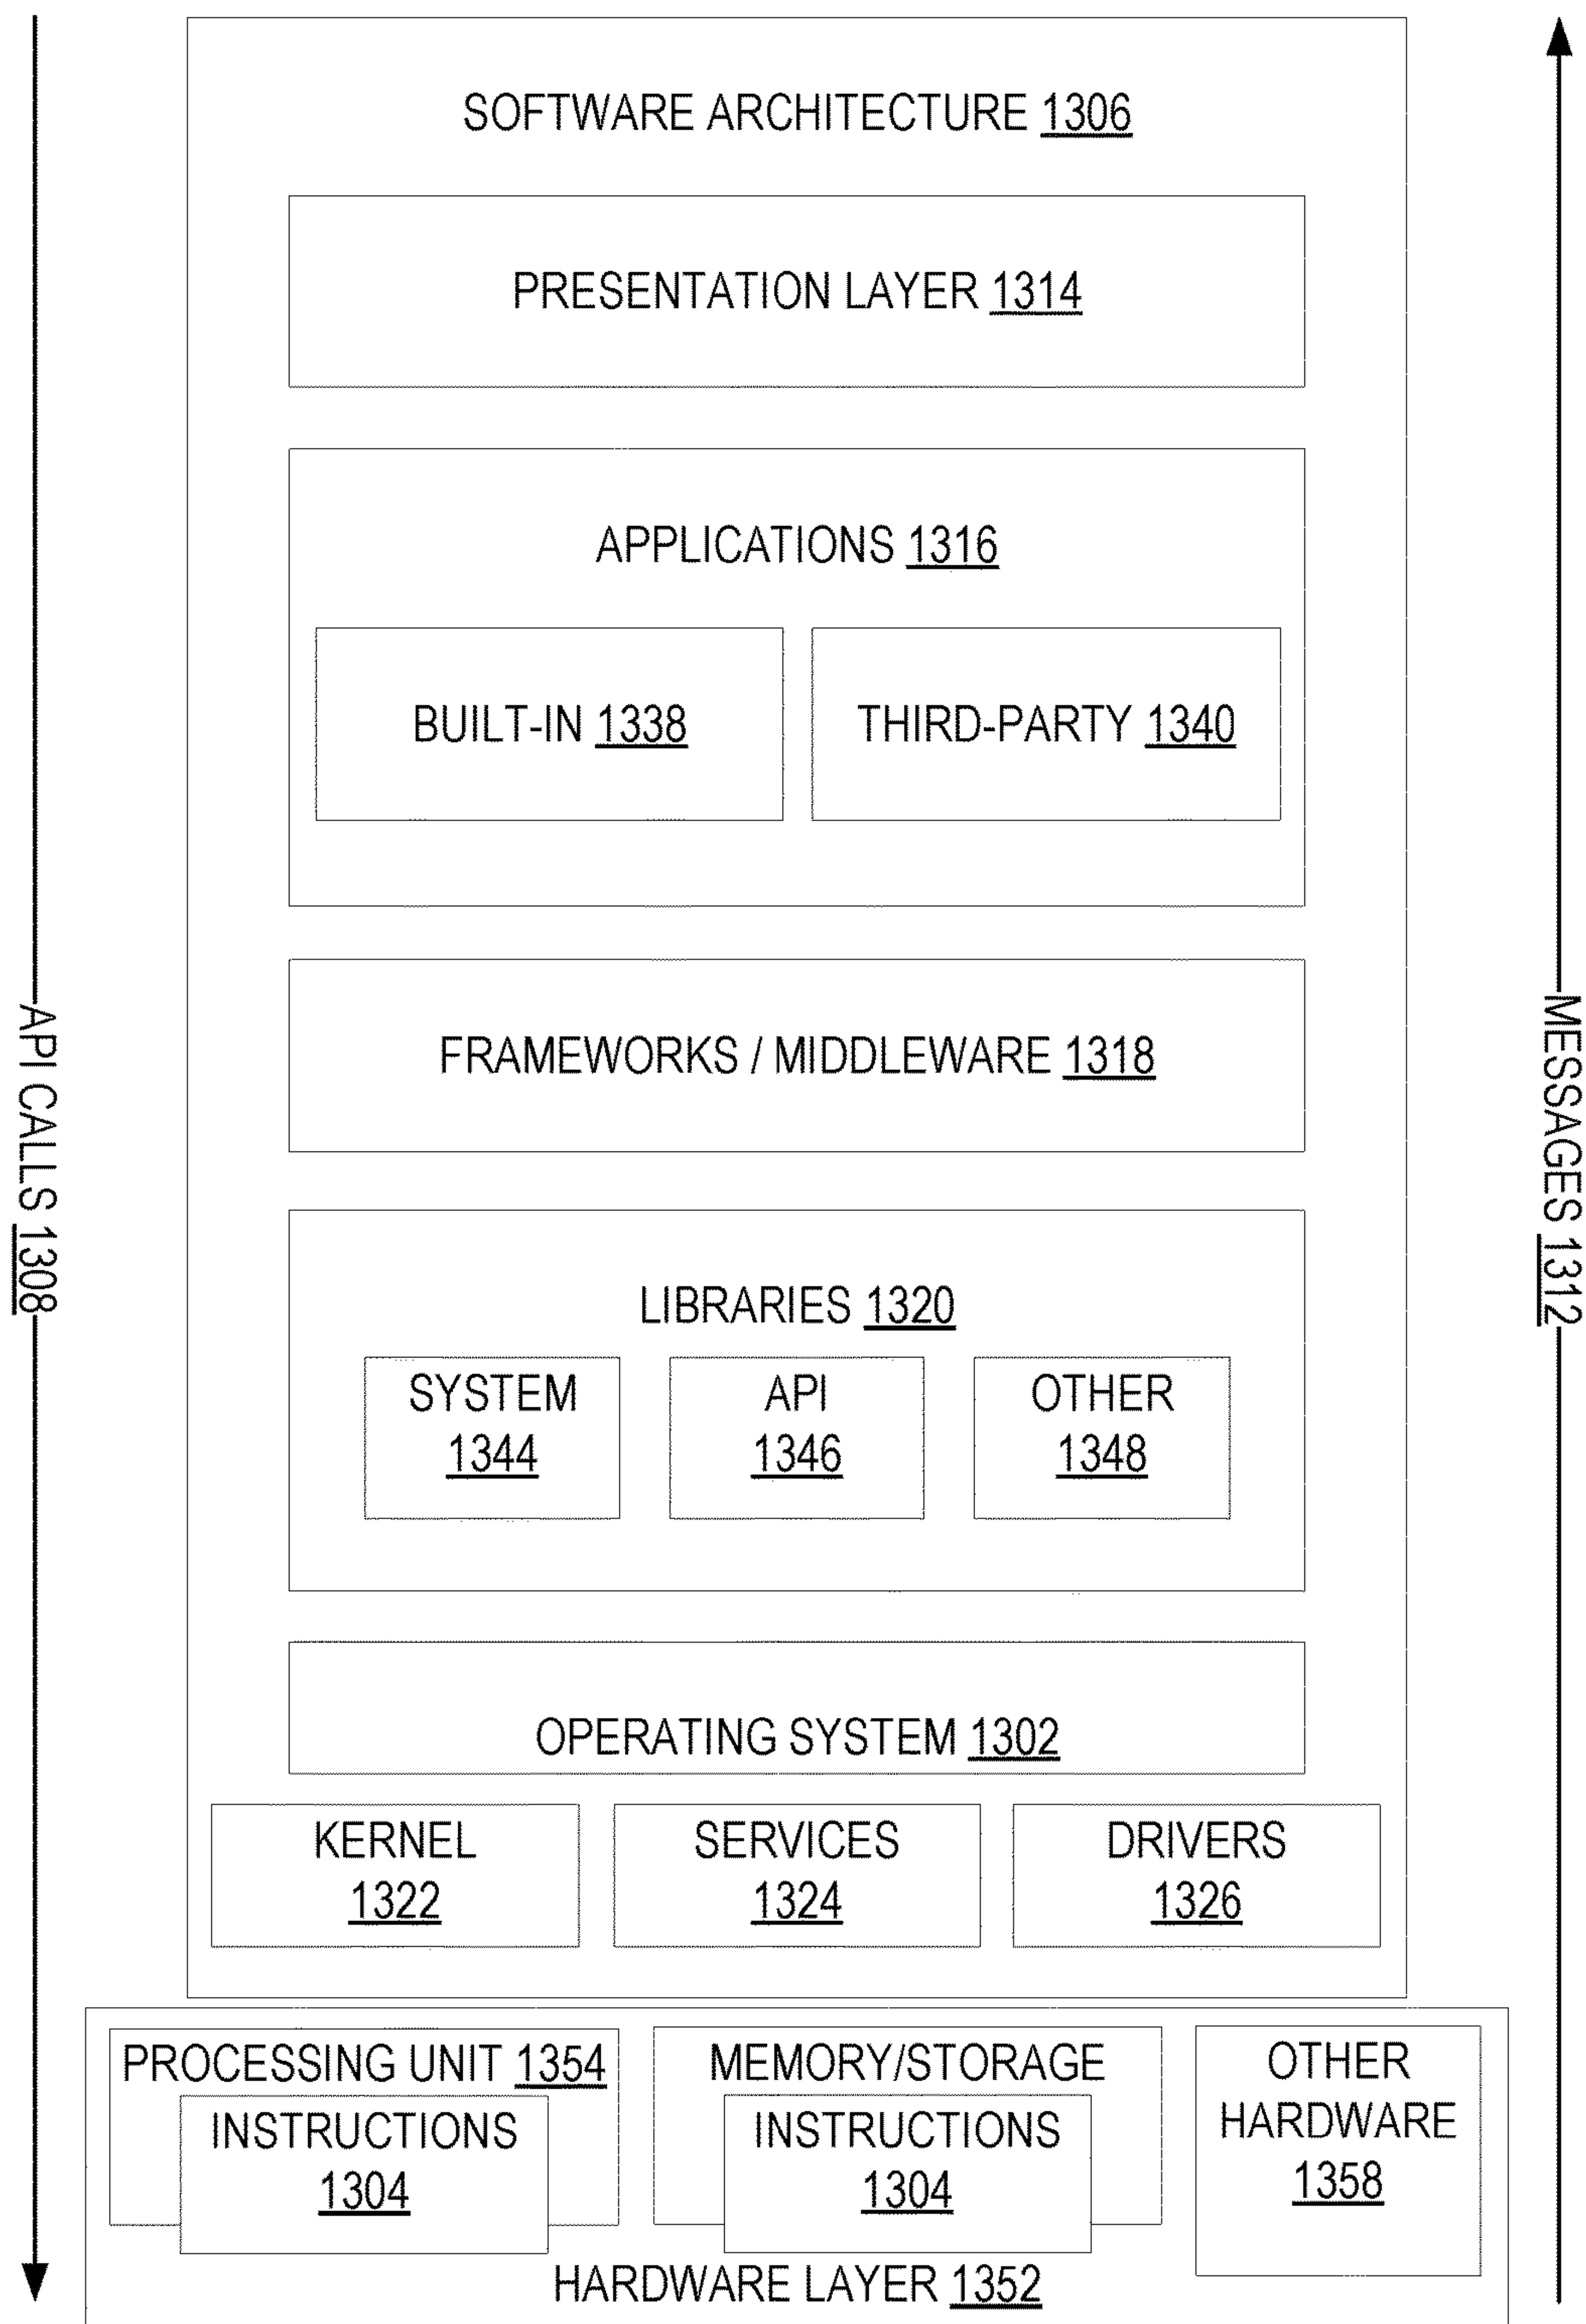 SOFTWARE ARCHITECTURE 1306
PRESENTATION LAYER 1314
APPLICATIONS 1316
BUILT-IN 1338
THIRD-PARTY 1340
FRAMEWORKS / MIDDLEWARE 1318
LIBRARIES 1320
SYSTEM
1344
API
1346
OTHER
1348
OPERATING SYSTEM 1302
KERNEL
1322
SERVICES
1324
DRIVERS
1326
PROCESSING UNIT 1354
INSTRUCTIONS
1304
MEMORY/STORAGE
INSTRUCTIONS
1304
OTHER
HARDWARE
1358
HARDWARE LAYER 1352
API CALLS 1308
MESSAGES 1312